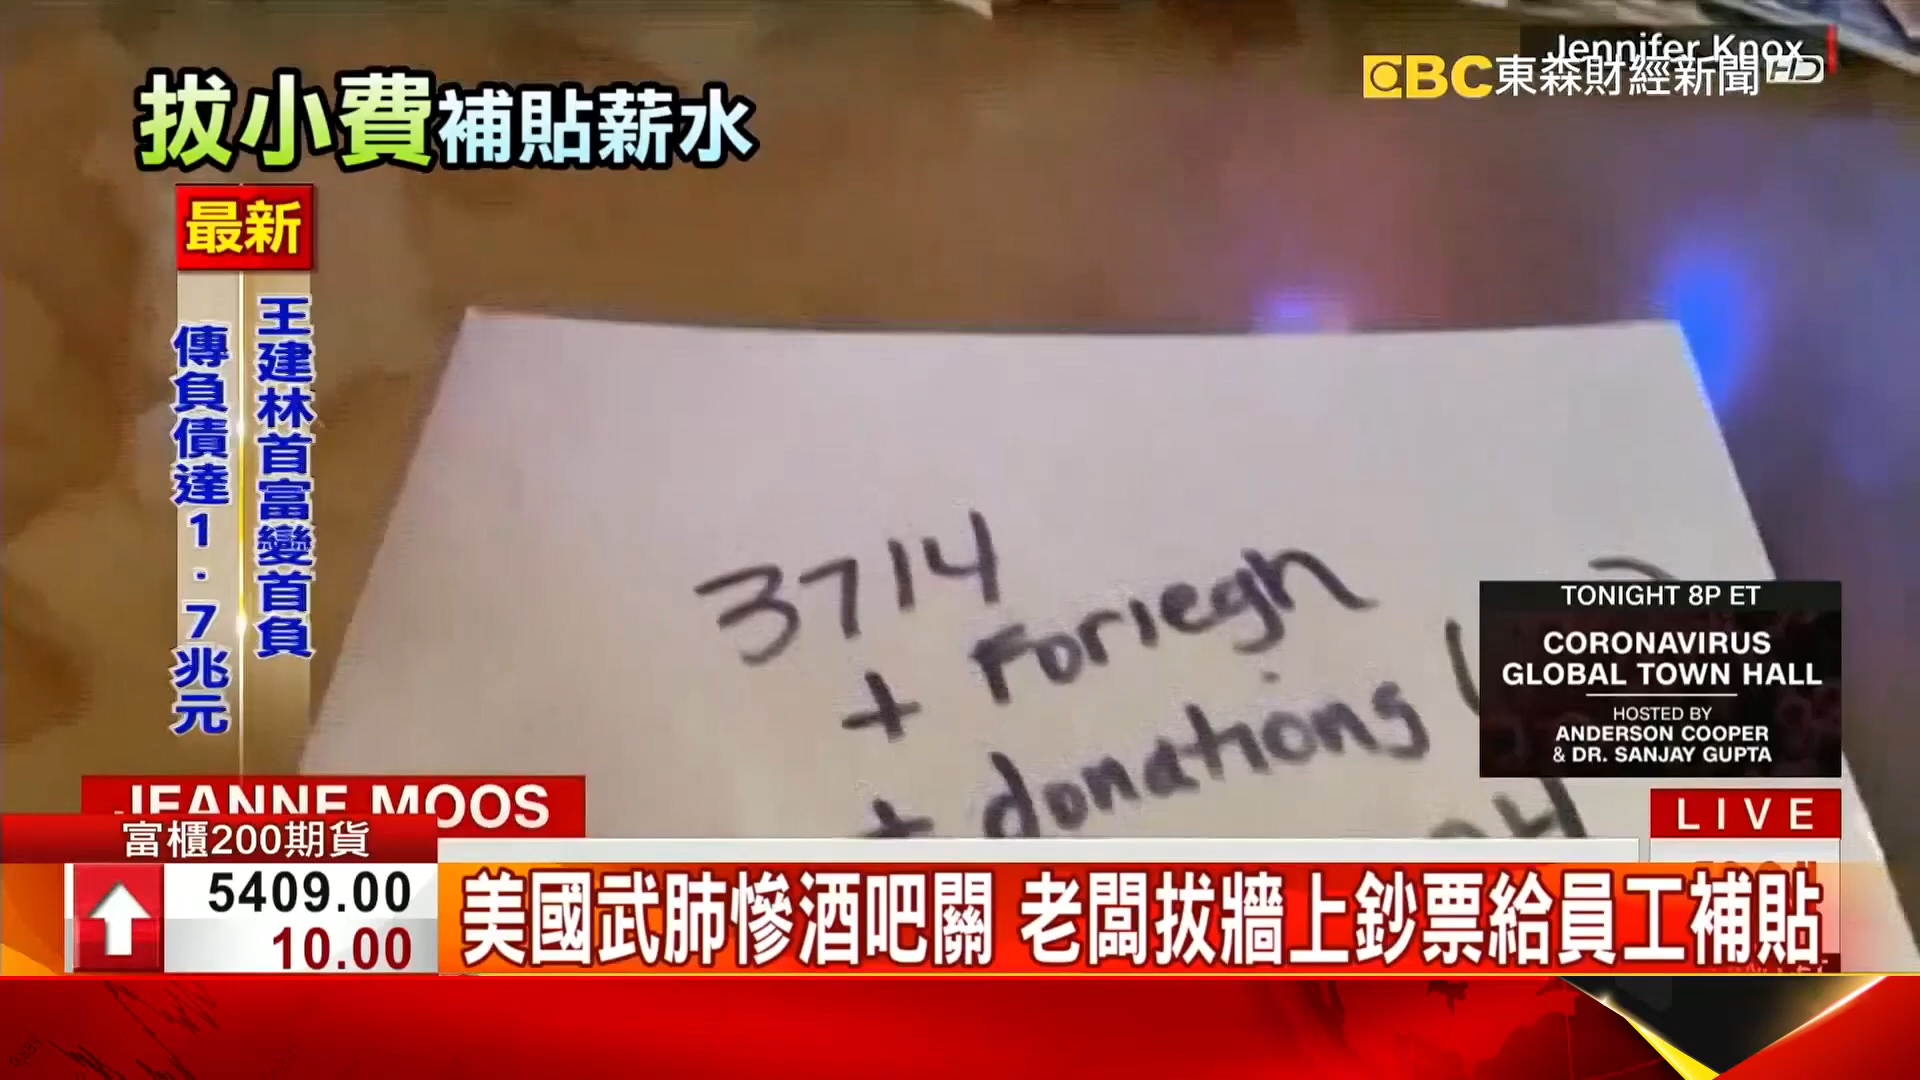 Jennifer Knox
EBC東森財經新聞HD
拔小費補貼薪水
最新
王建林首富變首負
傳負債達1.7兆元
3714
+ Foriegn
+ donations
TONIGHT 8P ET
CORONAVIRUS
GLOBAL TOWN HALL
HOSTED BY
ANDERSON COOPER
& DR. SANJAY GUPTA
JEANNE MOOS
LIVE
富櫃200期貨
5409.00
10.00
美國武肺慘酒吧關 老闆拔牆上鈔票給員工補貼